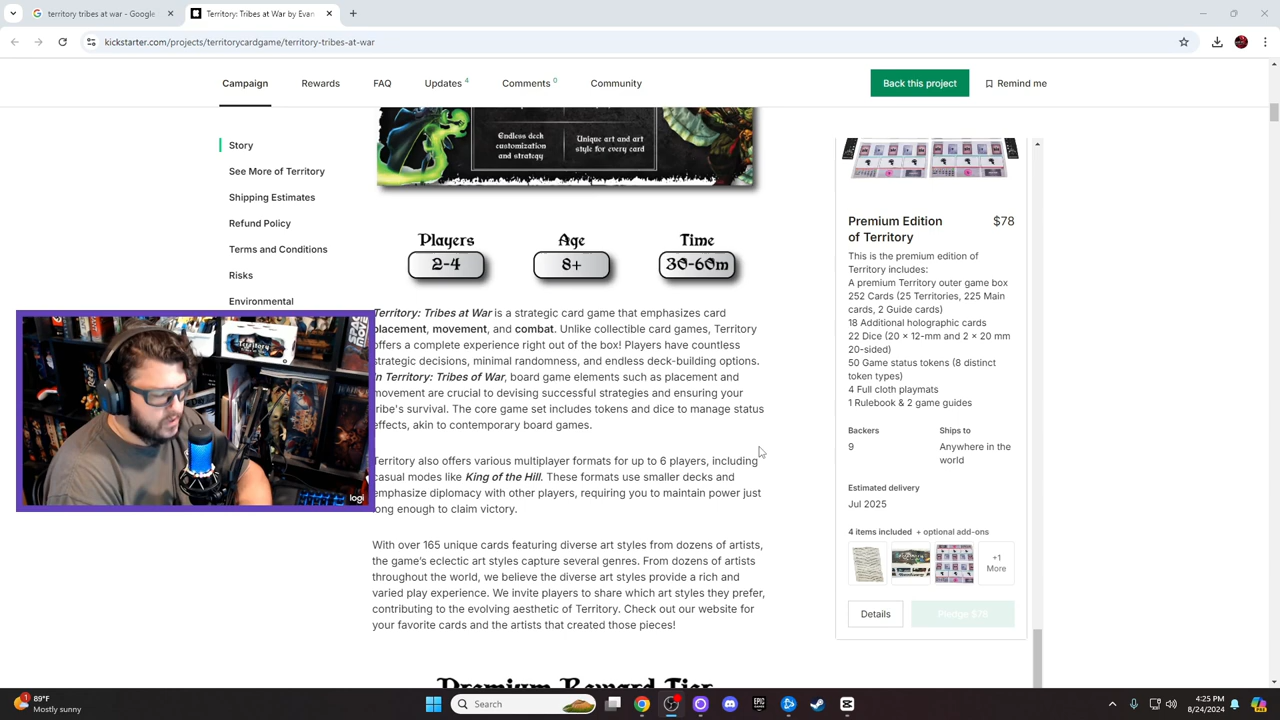 territory tribes at war - Google
Territory: Tribes at War by Evan
kickstarter.com/projects/territorycardgame/territory-tribes-at-war
Campaign
Rewards
FAQ
Updates 4
Comments 0
Community
Back this project
Remind me
Story
See More of Territory
Shipping Estimates
Refund Policy
Terms and Conditions
Risks
Environmental
Endless deck
customization
and strategy
Unique art and art
style for every card
Players
Age
Time
2-4
8+
30-60m
Territory: Tribes at War is a strategic card game that emphasizes card
placement, movement, and combat. Unlike collectible card games, Territory
offers a complete experience right out of the box! Players have countless
strategic decisions, minimal randomness, and endless deck-building options.
In Territory: Tribes of War, board game elements such as placement and
movement are crucial to devising successful strategies and ensuring your
tribe's survival. The core game set includes tokens and dice to manage status
effects, akin to contemporary board games.
Territory also offers various multiplayer formats for up to 6 players, including
casual modes like King of the Hill. These formats use smaller decks and
emphasize diplomacy with other players, requiring you to maintain power just
long enough to claim victory.
With over 165 unique cards featuring diverse art styles from dozens of artists,
the game's eclectic art styles capture several genres. From dozens of artists
throughout the world, we believe the diverse art styles provide a rich and
varied play experience. We invite players to share which art styles they prefer,
contributing to the evolving aesthetic of Territory. Check out our website for
your favorite cards and the artists that created those pieces!
Premium Reward Tier
Premium Edition
of Territory
$78
This is the premium edition of
Territory includes:
A premium Territory outer game box
252 Cards (25 Territories, 225 Main
cards, 2 Guide cards)
18 Additional holographic cards
22 Dice (20 × 12-mm and 2 × 20 mm
20-sided)
50 Game status tokens (8 distinct
token types)
4 Full cloth playmats
1 Rulebook & 2 game guides
Backers
9
Ships to
Anywhere in the
world
Estimated delivery
Jul 2025
4 items included + optional add-ons
+1
More
Details
Pledge $78
Territory
logi
1
89°F
Mostly sunny
Search
4:25 PM
8/24/2024